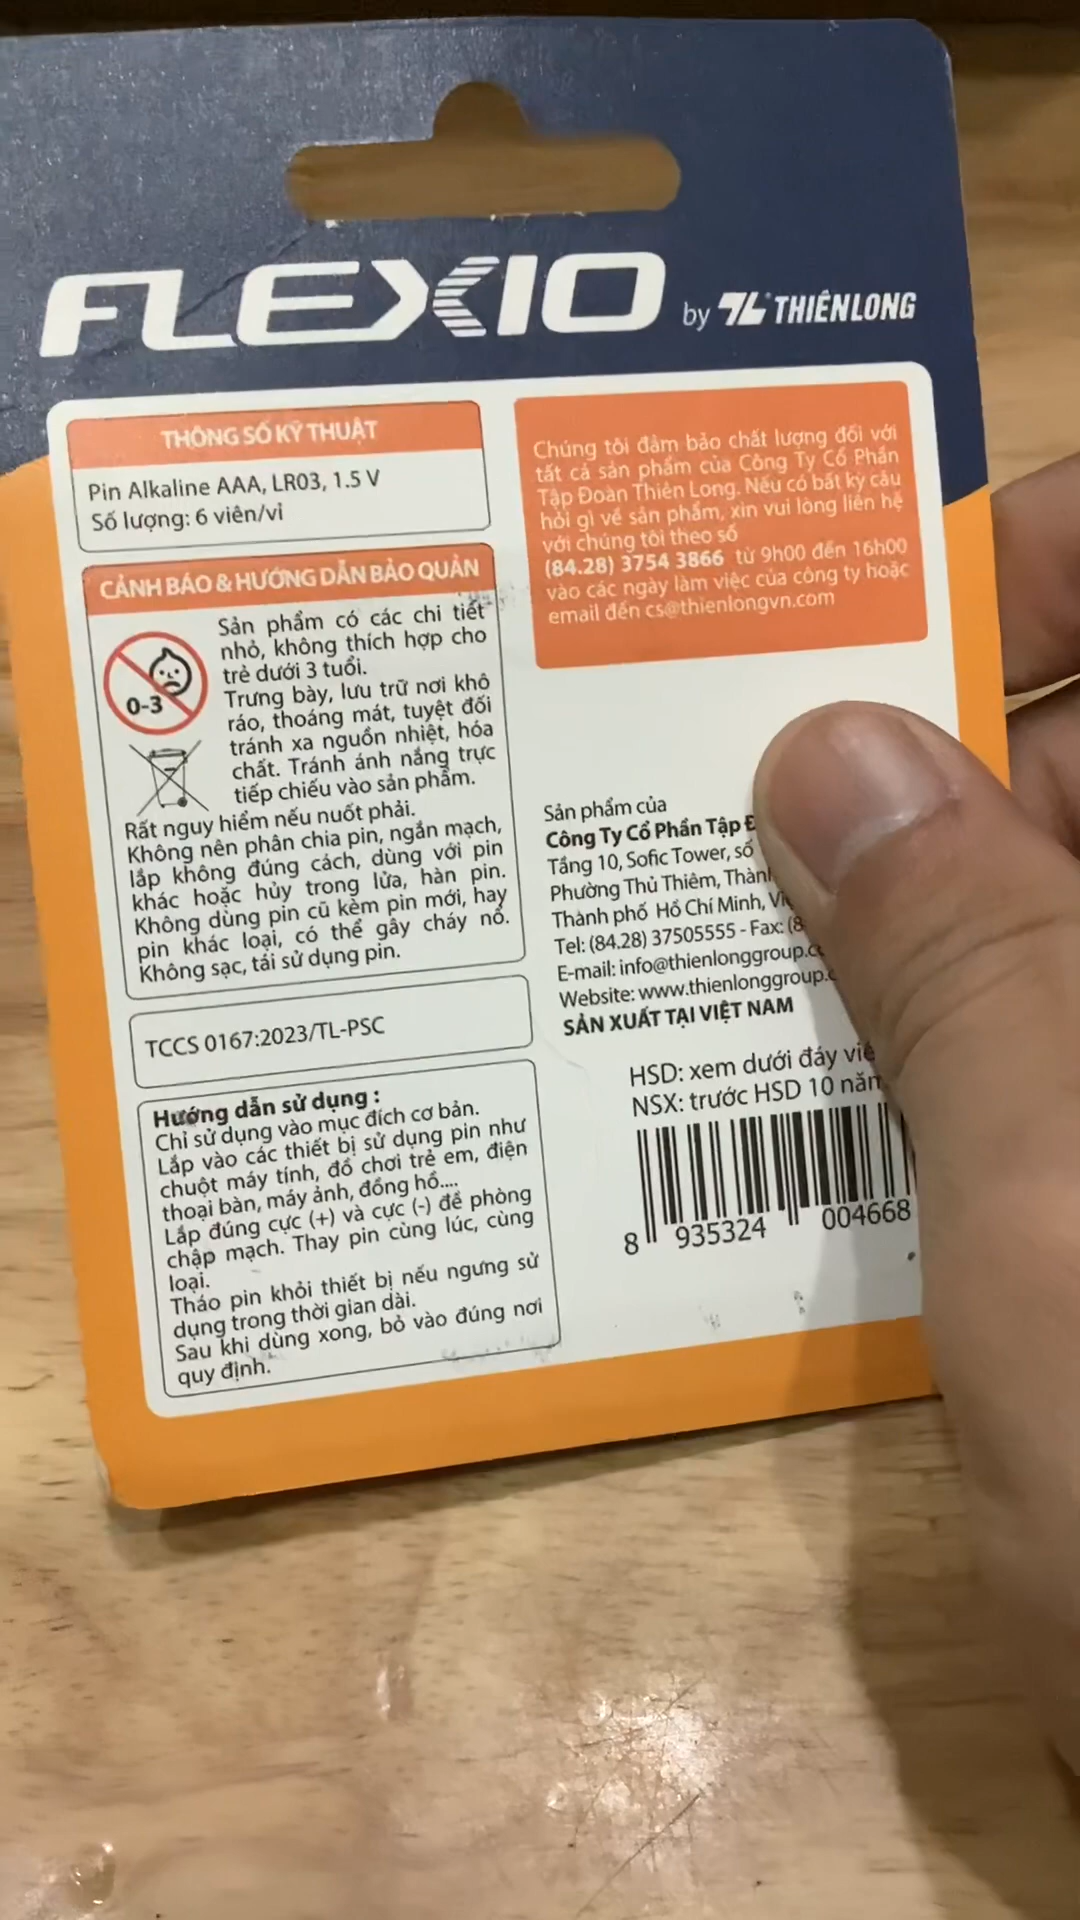 FLEXIO by TL THIÊN LONG
THÔNG SỐ KỸ THUẬT
Pin Alkaline AAA, LR03, 1.5 V
Số lượng: 6 viên/vỉ
CẢNH BÁO & HƯỚNG DẪN BẢO QUẢN
0-3
Sản phẩm có các chi tiết
nhỏ, không thích hợp cho
trẻ dưới 3 tuổi.
Trưng bày, lưu trữ nơi khô
ráo, thoáng mát, tuyệt đối
tránh xa nguồn nhiệt, hóa
chất. Tránh ánh nắng trực
tiếp chiếu vào sản phẩm.
Rất nguy hiểm nếu nuốt phải.
Không nên phân chia pin, ngắn mạch,
lắp không đúng cách, dùng với pin
khác hoặc hủy trong lửa, hàn pin.
Không dùng pin cũ kèm pin mới, hay
pin khác loại, có thể gây cháy nổ.
Không sạc, tái sử dụng pin.
TCCS 0167:2023/TL-PSC
Hướng dẫn sử dụng :
Chỉ sử dụng vào mục đích cơ bản.
Lắp vào các thiết bị sử dụng pin như
chuột máy tính, đồ chơi trẻ em, điện
thoại bàn, máy ảnh, đồng hồ....
Lắp đúng cực (+) và cực (-) đề phòng
chập mạch. Thay pin cùng lúc, cùng
loại.
Tháo pin khỏi thiết bị nếu ngưng sử
dụng trong thời gian dài.
Sau khi dùng xong, bỏ vào đúng nơi
quy định.
Chúng tôi đảm bảo chất lượng đối với
tất cả sản phẩm của Công Ty Cổ Phần
Tập Đoàn Thiên Long. Nếu có bất kỳ câu
hỏi gì về sản phẩm, xin vui lòng liên hệ
với chúng tôi theo số
(84.28) 3754 3866 từ 9h00 đến 16h00
vào các ngày làm việc của công ty hoặc
email đến cs@thienlongvn.com
Sản phẩm của
Công Ty Cổ Phần Tập
Tầng 10, Sofic Tower, số
Phường Thủ Thiêm,
Thành phố Hồ Chí Minh,
Tel: (84.28) 37505555 - Fax:
E-mail: info@thienlonggroup.
Website: www.thienlonggroup.
SẢN XUẤT TẠI VIỆT NAM
HSD: xem dưới đáy
NSX: trước HSD 10
8 935324 004668